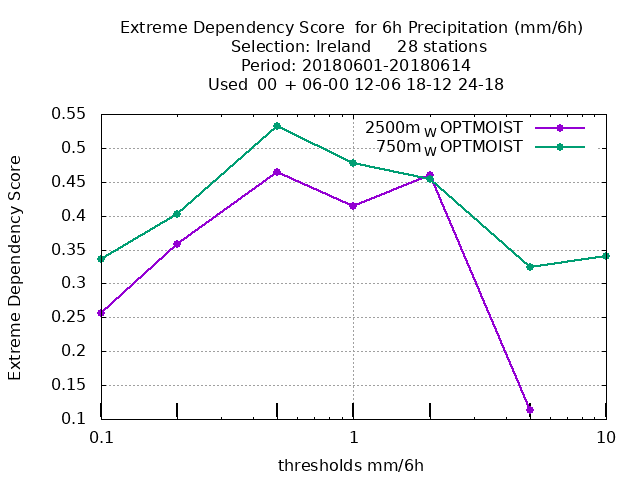 Extreme Dependency Score  for 6h Precipitation (mm/6h)
Selection: Ireland     28 stations
Period: 20180601-20180614
Used  00  + 06-00 12-06 18-12 24-18
2500m W OPTMOIST
750m W OPTMOIST
0.55
0.5
0.45
0.4
0.35
0.3
0.25
0.2
0.15
0.1
Extreme Dependency Score
0.1 1 10
thresholds mm/6h